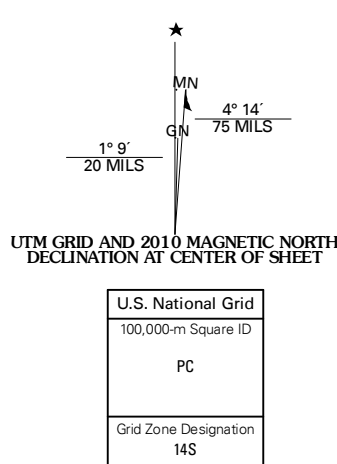 ★
MN
4° 14´
75 MILS
GN
1° 9´
20 MILS
UTM GRID AND 2010 MAGNETIC NORTH
DECLINATION AT CENTER OF SHEET
U.S. National Grid
100,000-m Square ID
PC
Grid Zone Designation
14S